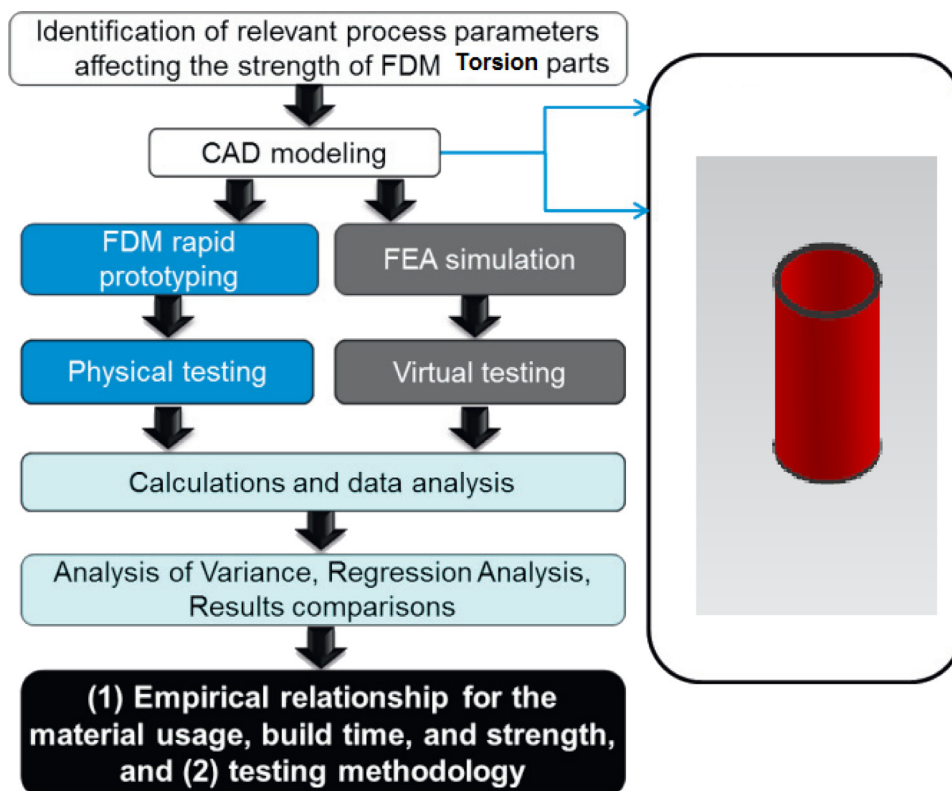 Identification of relevant process parameters
affecting the strength of FDM Torsion parts
CAD modeling
FDM rapid
prototyping
FEA simulation
Physical testing
Virtual testing
Calculations and data analysis
Analysis of Variance, Regression Analysis,
Results comparisons
(1) Empirical relationship for the
material usage, build time, and strength,
and (2) testing methodology